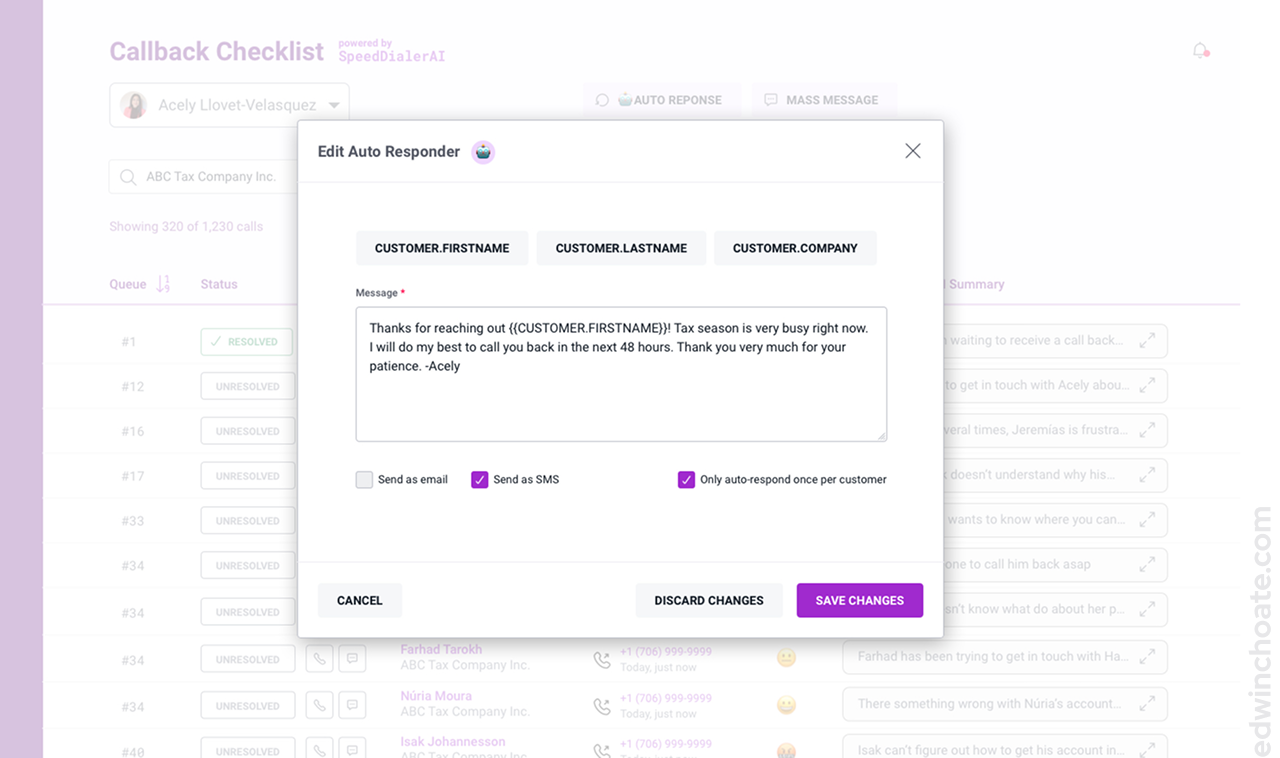 Callback Checklist
powered by
SpeedDialerAI
Acely Llovet-Velasquez
AUTO REPONSE
MASS MESSAGE
ABC Tax Company Inc.
Showing 320 of 1,230 calls
Queue
Status
Summary
Edit Auto Responder
CUSTOMER.FIRSTNAME
CUSTOMER.LASTNAME
CUSTOMER.COMPANY
Message *
Thanks for reaching out {{CUSTOMER.FIRSTNAME}}! Tax season is very busy right now.
I will do my best to call you back in the next 48 hours. Thank you very much for your
patience. -Acely
Send as email
Send as SMS
Only auto-respond once per customer
CANCEL
DISCARD CHANGES
SAVE CHANGES
#1 RESOLVED waiting to receive a call back...
#12 UNRESOLVED to get in touch with Acely abou...
#16 UNRESOLVED veral times, Jeremías is frustra...
#17 UNRESOLVED doesn't understand why his...
#33 UNRESOLVED wants to know where you can...
#34 UNRESOLVED one to call him back asap
#34 UNRESOLVED sn't know what do about her p...
#34 UNRESOLVED
Farhad Tarokh
ABC Tax Company Inc.
+1 (706) 999-9999
Today, just now
Farhad has been trying to get in touch with Ha...
#34 UNRESOLVED
Núria Moura
ABC Tax Company Inc.
+1 (706) 999-9999
Today, just now
There something wrong with Núria's account...
#40 UNRESOLVED
Isak Johannesson
ABC Tax Company Inc.
+1 (706) 999-9999
Today, just now
Isak can't figure out how to get his account in...
edwinchoate.com